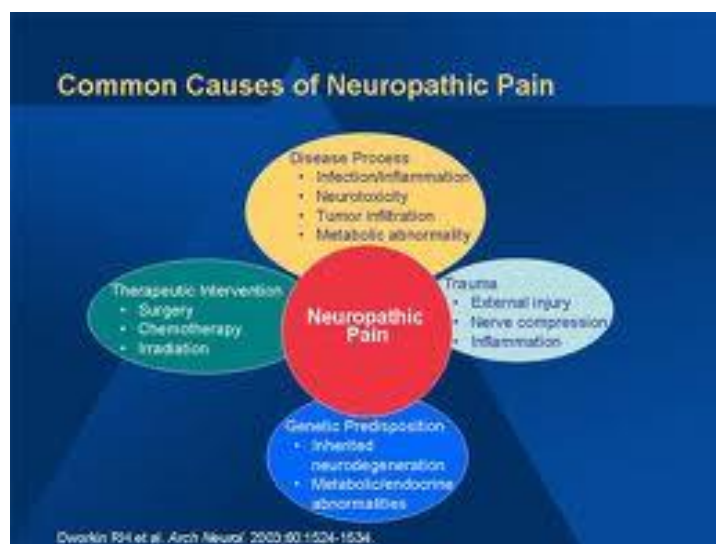 Common Causes of Neuropathic Pain
Disease Process
• Infection/inflammation
• Neurotoxicity
• Tumor infiltration
• Metabolic abnormality
Therapeutic Intervention
• Surgery
• Chemotherapy
• Irradiation
Neuropathic
Pain
Trauma
• External injury
• Nerve compression
• Inflammation
Genetic Predisposition
• Inherited
neurodegeneration
• Metabolic/endocrine
abnormalities
Dworkin RH et al. Arch Neurol. 2003;60:1524-1534.